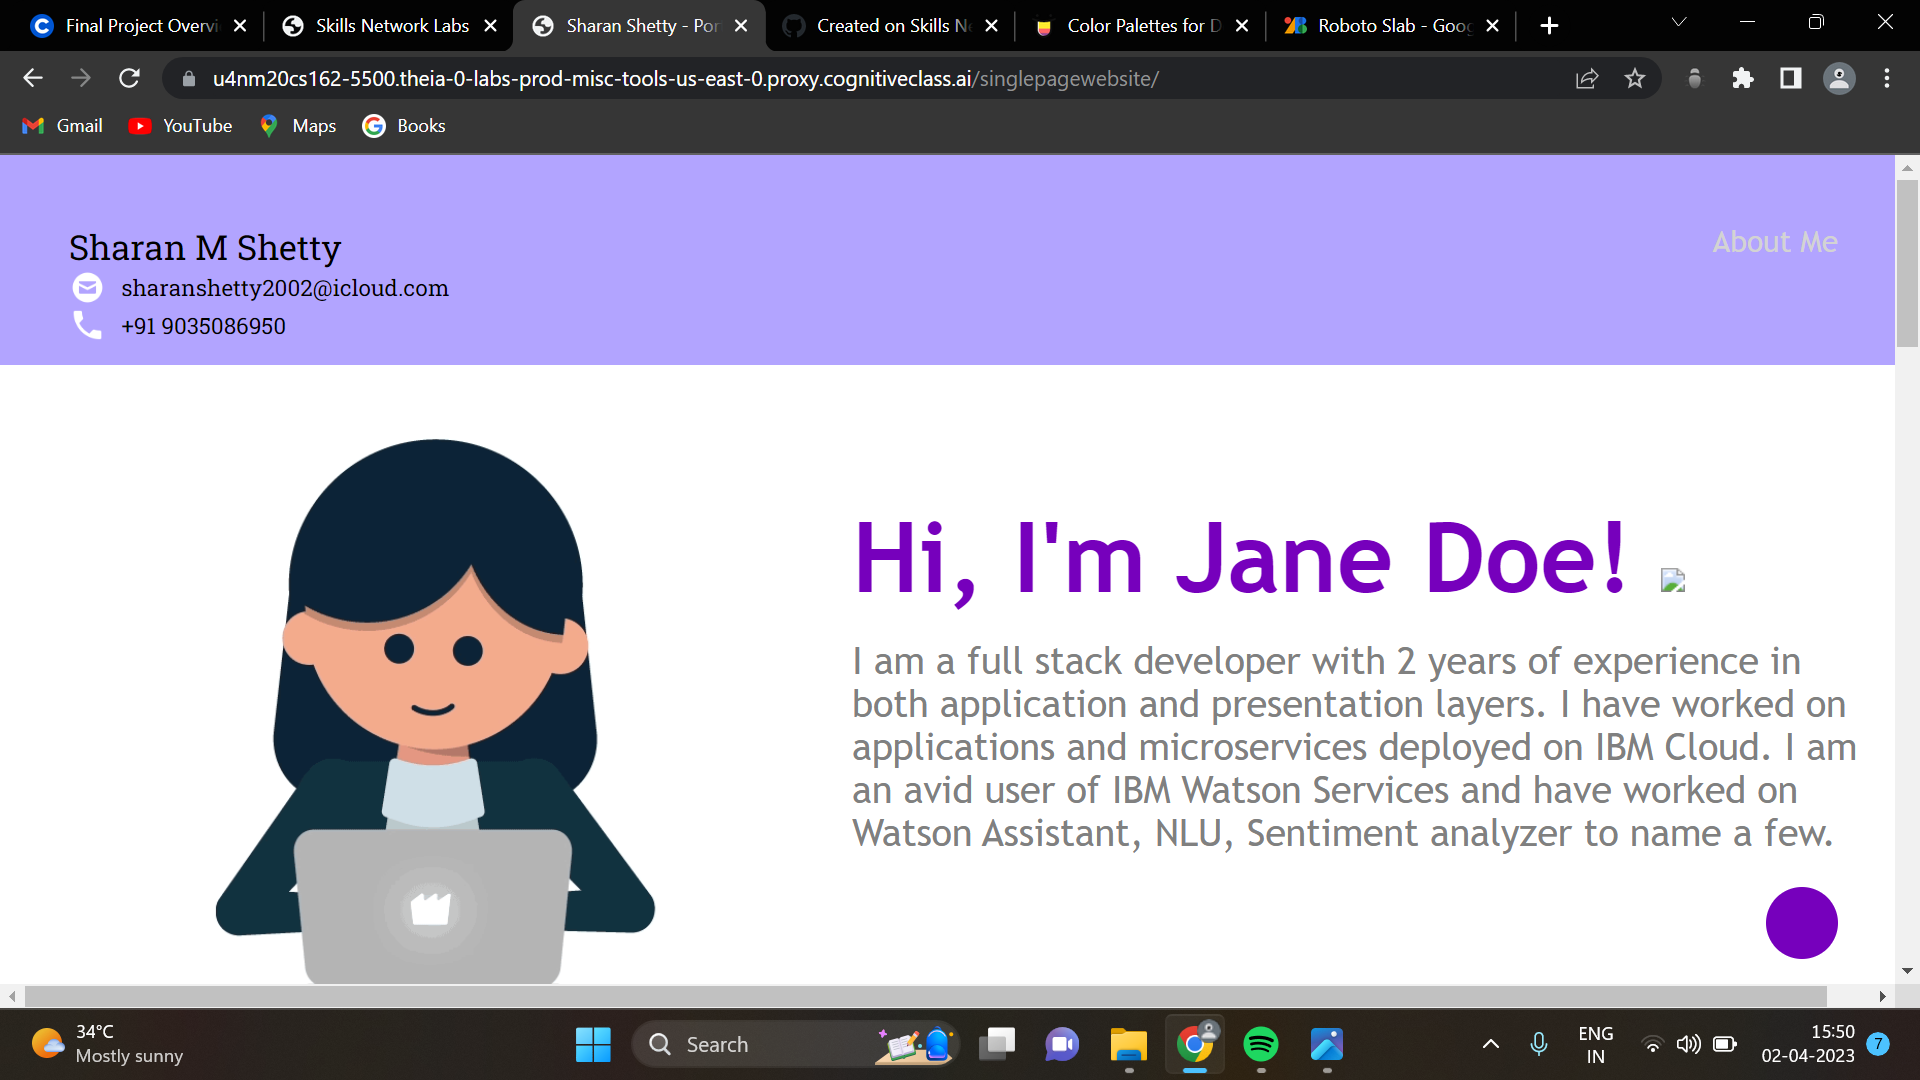 Final Project Overvi
Skills Network Labs
Sharan Shetty - Por
Created on Skills Ne
Color Palettes for D
Roboto Slab - Goog
u4nm20cs162-5500.theia-0-labs-prod-misc-tools-us-east-0.proxy.cognitiveclass.ai/singlepagewebsite/
Gmail
YouTube
Maps
Books
Sharan M Shetty
About Me
sharanshetty2002@icloud.com
+91 9035086950
Hi, I'm Jane Doe!
I am a full stack developer with 2 years of experience in
both application and presentation layers. I have worked on
applications and microservices deployed on IBM Cloud. I am
an avid user of IBM Watson Services and have worked on
Watson Assistant, NLU, Sentiment analyzer to name a few.
34°C
Mostly sunny
Search
ENG
IN
15:50
02-04-2023
7